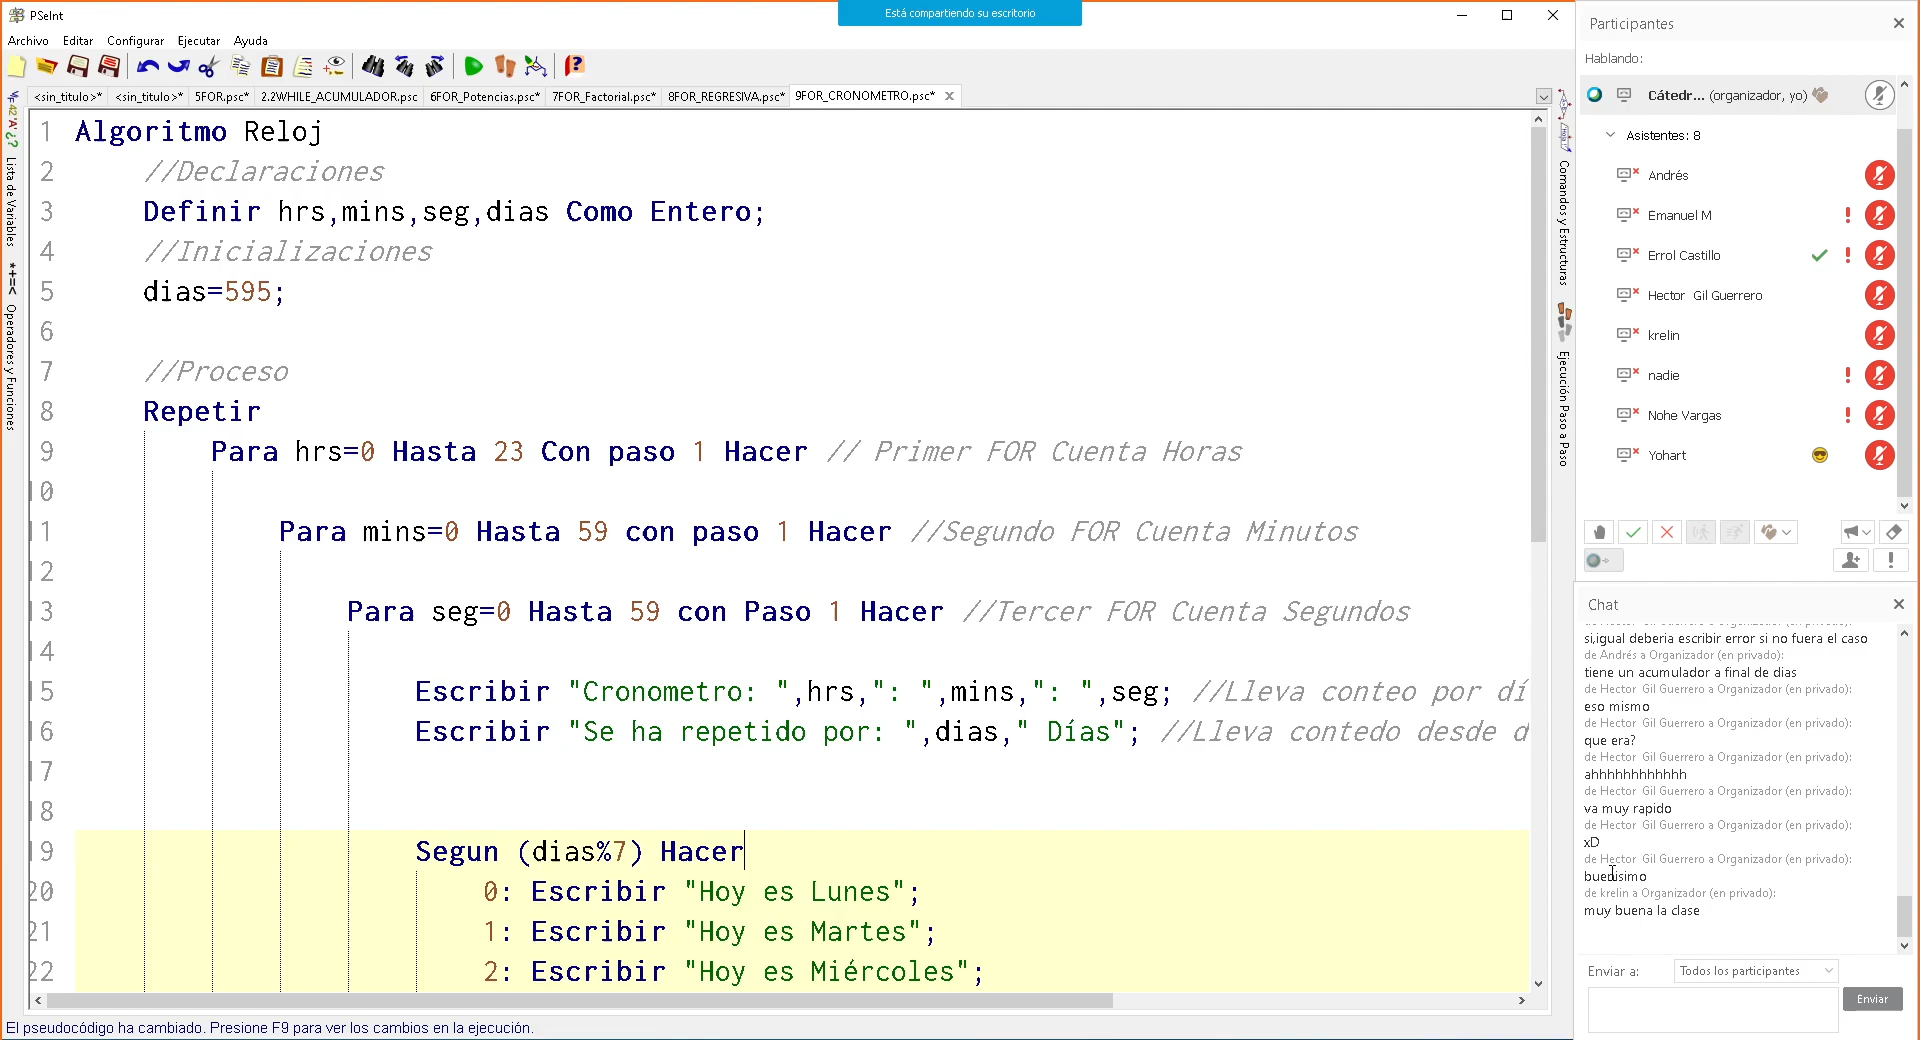 PSeInt
Está compartiendo su escritorio
Archivo Editar Configurar Ejecutar Ayuda
<sin_titulo>* <sin_titulo>* 5FOR.psc* 2.2WHILE_ACUMULADOR.psc 6FOR_Potencias.psc* 7FOR_Factorial.psc* 8FOR_REGRESIVA.psc* 9FOR_CRONOMETRO.psc*
Lista de Variables
Operadores y Funciones
1 Algoritmo Reloj
2 //Declaraciones
3 Definir hrs,mins,seg,dias Como Entero;
4 //Inicializaciones
5 dias=595;
6
7 //Proceso
8 Repetir
9 Para hrs=0 Hasta 23 Con paso 1 Hacer // Primer FOR Cuenta Horas
10
11 Para mins=0 Hasta 59 con paso 1 Hacer //Segundo FOR Cuenta Minutos
12
13 Para seg=0 Hasta 59 con Paso 1 Hacer //Tercer FOR Cuenta Segundos
14
15 Escribir "Cronometro: ",hrs,": ",mins,": ",seg; //Lleva conteo por dí
16 Escribir "Se ha repetido por: ",dias," Días"; //Lleva contedo desde d
17
18
19 Segun (dias%7) Hacer
20 0: Escribir "Hoy es Lunes";
21 1: Escribir "Hoy es Martes";
22 2: Escribir "Hoy es Miércoles";
El pseudocódigo ha cambiado. Presione F9 para ver los cambios en la ejecución.
Comandos y Estructuras
Ejecución Paso a Paso
Participantes
Hablando:
Cátedr... (organizador, yo)
Asistentes: 8
Andrés
Emanuel M
Errol Castillo
Hector Gil Guerrero
krelin
nadie
Nohe Vargas
Yohart
Chat
de Hector Gil Guerrero a Organizador (en privado):
si,igual deberia escribir error si no fuera el caso
de Andrés a Organizador (en privado):
tiene un acumulador a final de dias
de Hector Gil Guerrero a Organizador (en privado):
eso mismo
de Hector Gil Guerrero a Organizador (en privado):
que era?
de Hector Gil Guerrero a Organizador (en privado):
ahhhhhhhhhhhh
de Hector Gil Guerrero a Organizador (en privado):
va muy rapido
de Hector Gil Guerrero a Organizador (en privado):
xD
de Hector Gil Guerrero a Organizador (en privado):
buenisimo
de krelin a Organizador (en privado):
muy buena la clase
Enviar a: Todos los participantes
Enviar